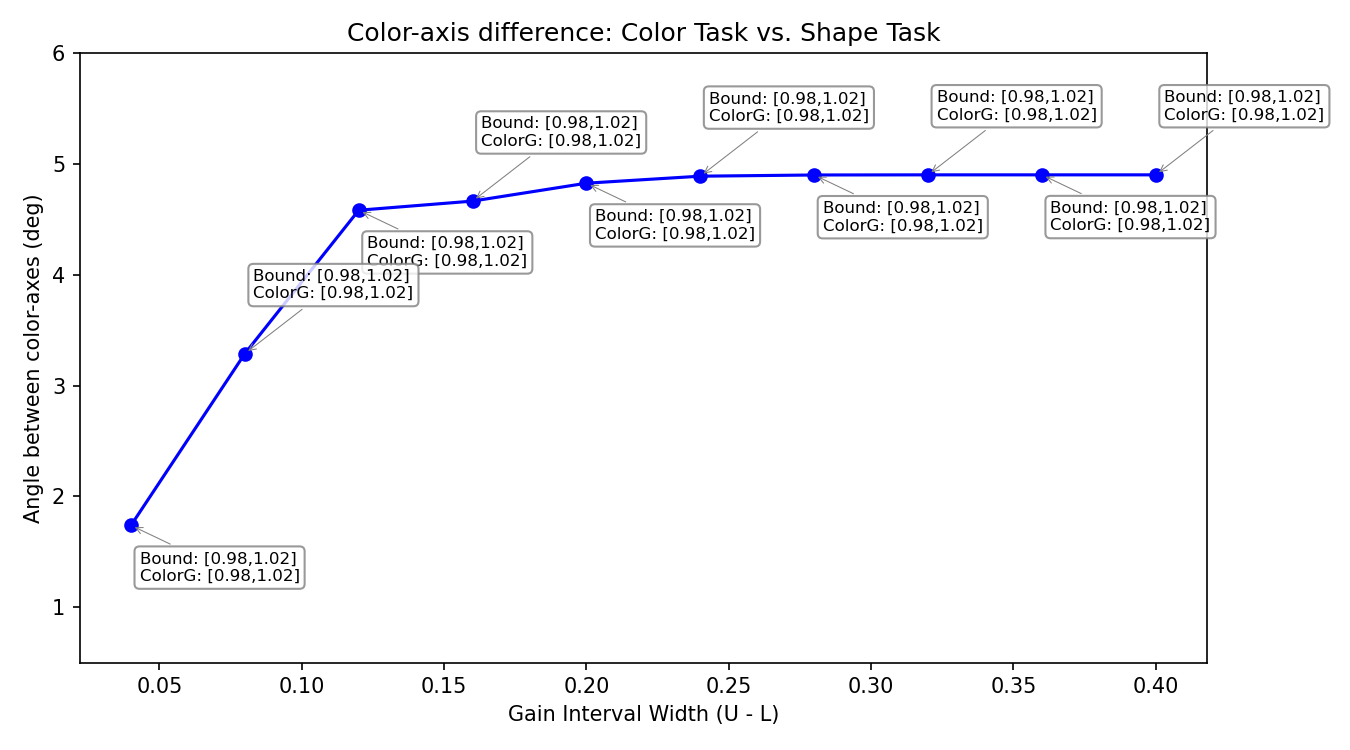 Color-axis difference: Color Task vs. Shape Task
Angle between color-axes (deg)
6
5
4
3
2
1
Bound: [0.98,1.02]
ColorG: [0.98,1.02]
Bound: [0.98,1.02]
ColorG: [0.98,1.02]
Bound: [0.98,1.02]
ColorG: [0.98,1.02]
Bound: [0.98,1.02]
ColorG: [0.98,1.02]
Bound: [0.98,1.02]
ColorG: [0.98,1.02]
Bound: [0.98,1.02]
ColorG: [0.98,1.02]
Bound: [0.98,1.02]
ColorG: [0.98,1.02]
Bound: [0.98,1.02]
ColorG: [0.98,1.02]
Bound: [0.98,1.02]
ColorG: [0.98,1.02]
Bound: [0.98,1.02]
ColorG: [0.98,1.02]
0.05
0.10
0.15
0.20
0.25
0.30
0.35
0.40
Gain Interval Width (U - L)